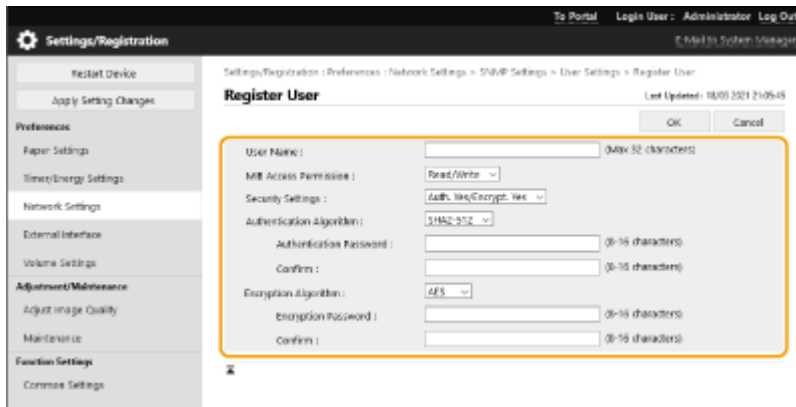 To Portal Login User : Administrator Log Out
Settings/Registration
E-Mail to System Manager
Restart Device
Apply Setting Changes
Preferences
Paper Settings
Timer/Energy Settings
Network Settings
External Interface
Volume Settings
Adjustment/Maintenance
Adjust Image Quality
Maintenance
Function Settings
Common Settings
Settings/Registration : Preferences : Network Settings > SNMP Settings > User Settings > Register User
Register User
Last Updated : 18/03 2021 21:05:45
OK Cancel
User Name : (Max 32 characters)
MIB Access Permission : Read/Write
Security Settings : Auth. Yes/Encrypt. Yes
Authentication Algorithm : SHA2-512
Authentication Password : (8-16 characters)
Confirm : (8-16 characters)
Encryption Algorithm : AES
Encryption Password : (8-16 characters)
Confirm : (8-16 characters)